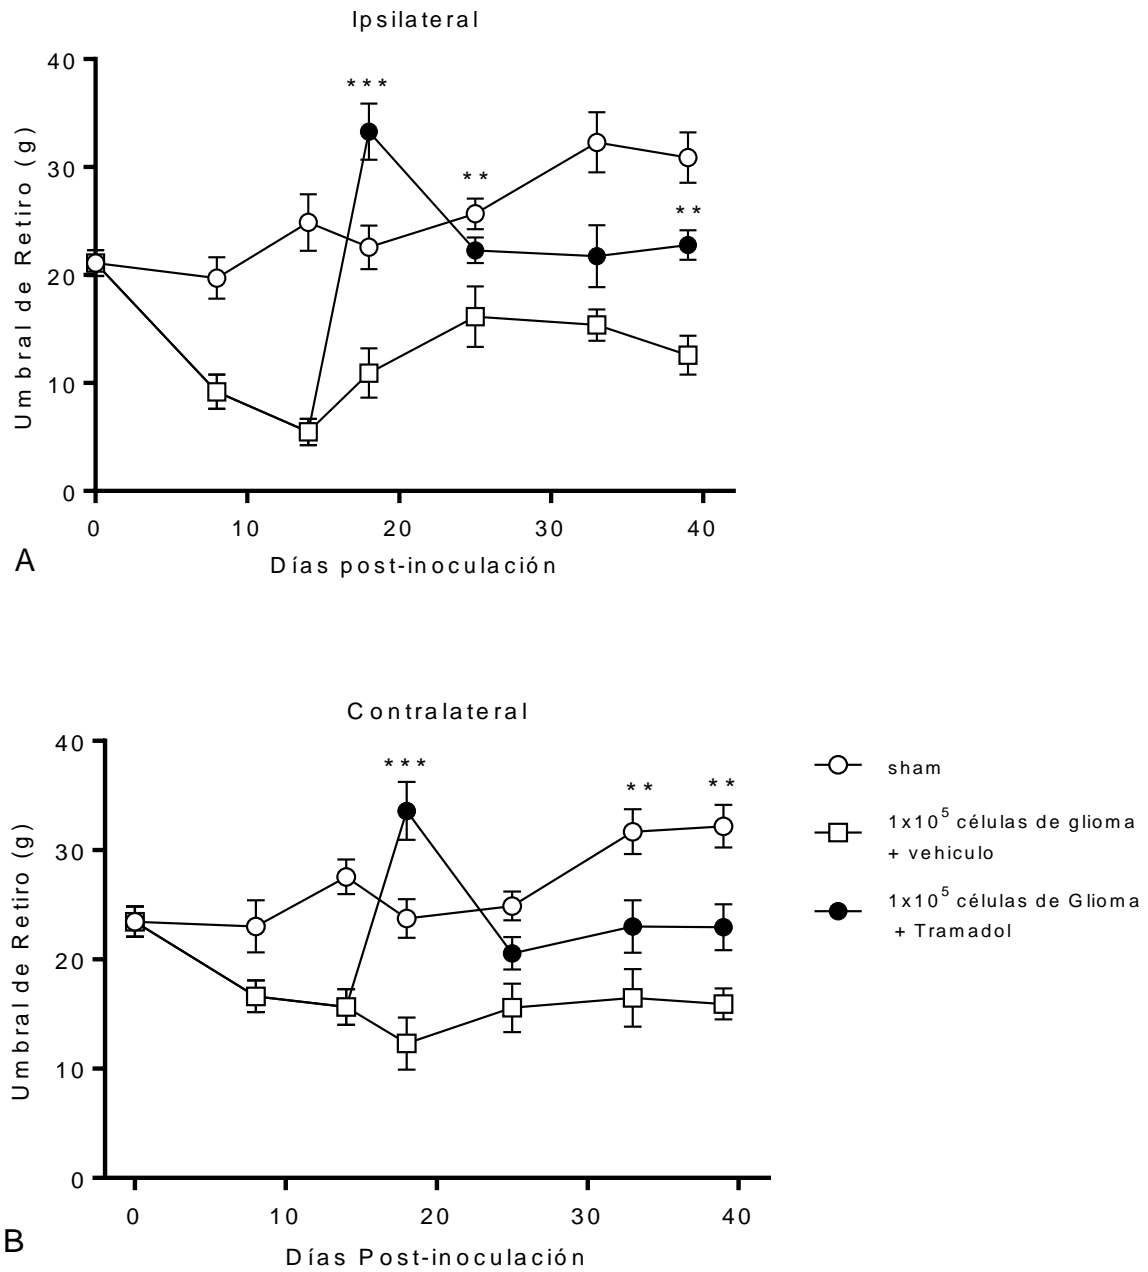 Ipsilateral
40
30
20
10
0
Umbral de Retiro (g)
***
**
**
0 10 20 30 40
Días post-inoculación
A
Contralateral
40
30
20
10
0
Umbral de Retiro (g)
***
**
**
0 10 20 30 40
Días Post-inoculación
B
sham
1x10⁵ células de glioma
+ vehiculo
1x10⁵ células de Glioma
+ Tramadol